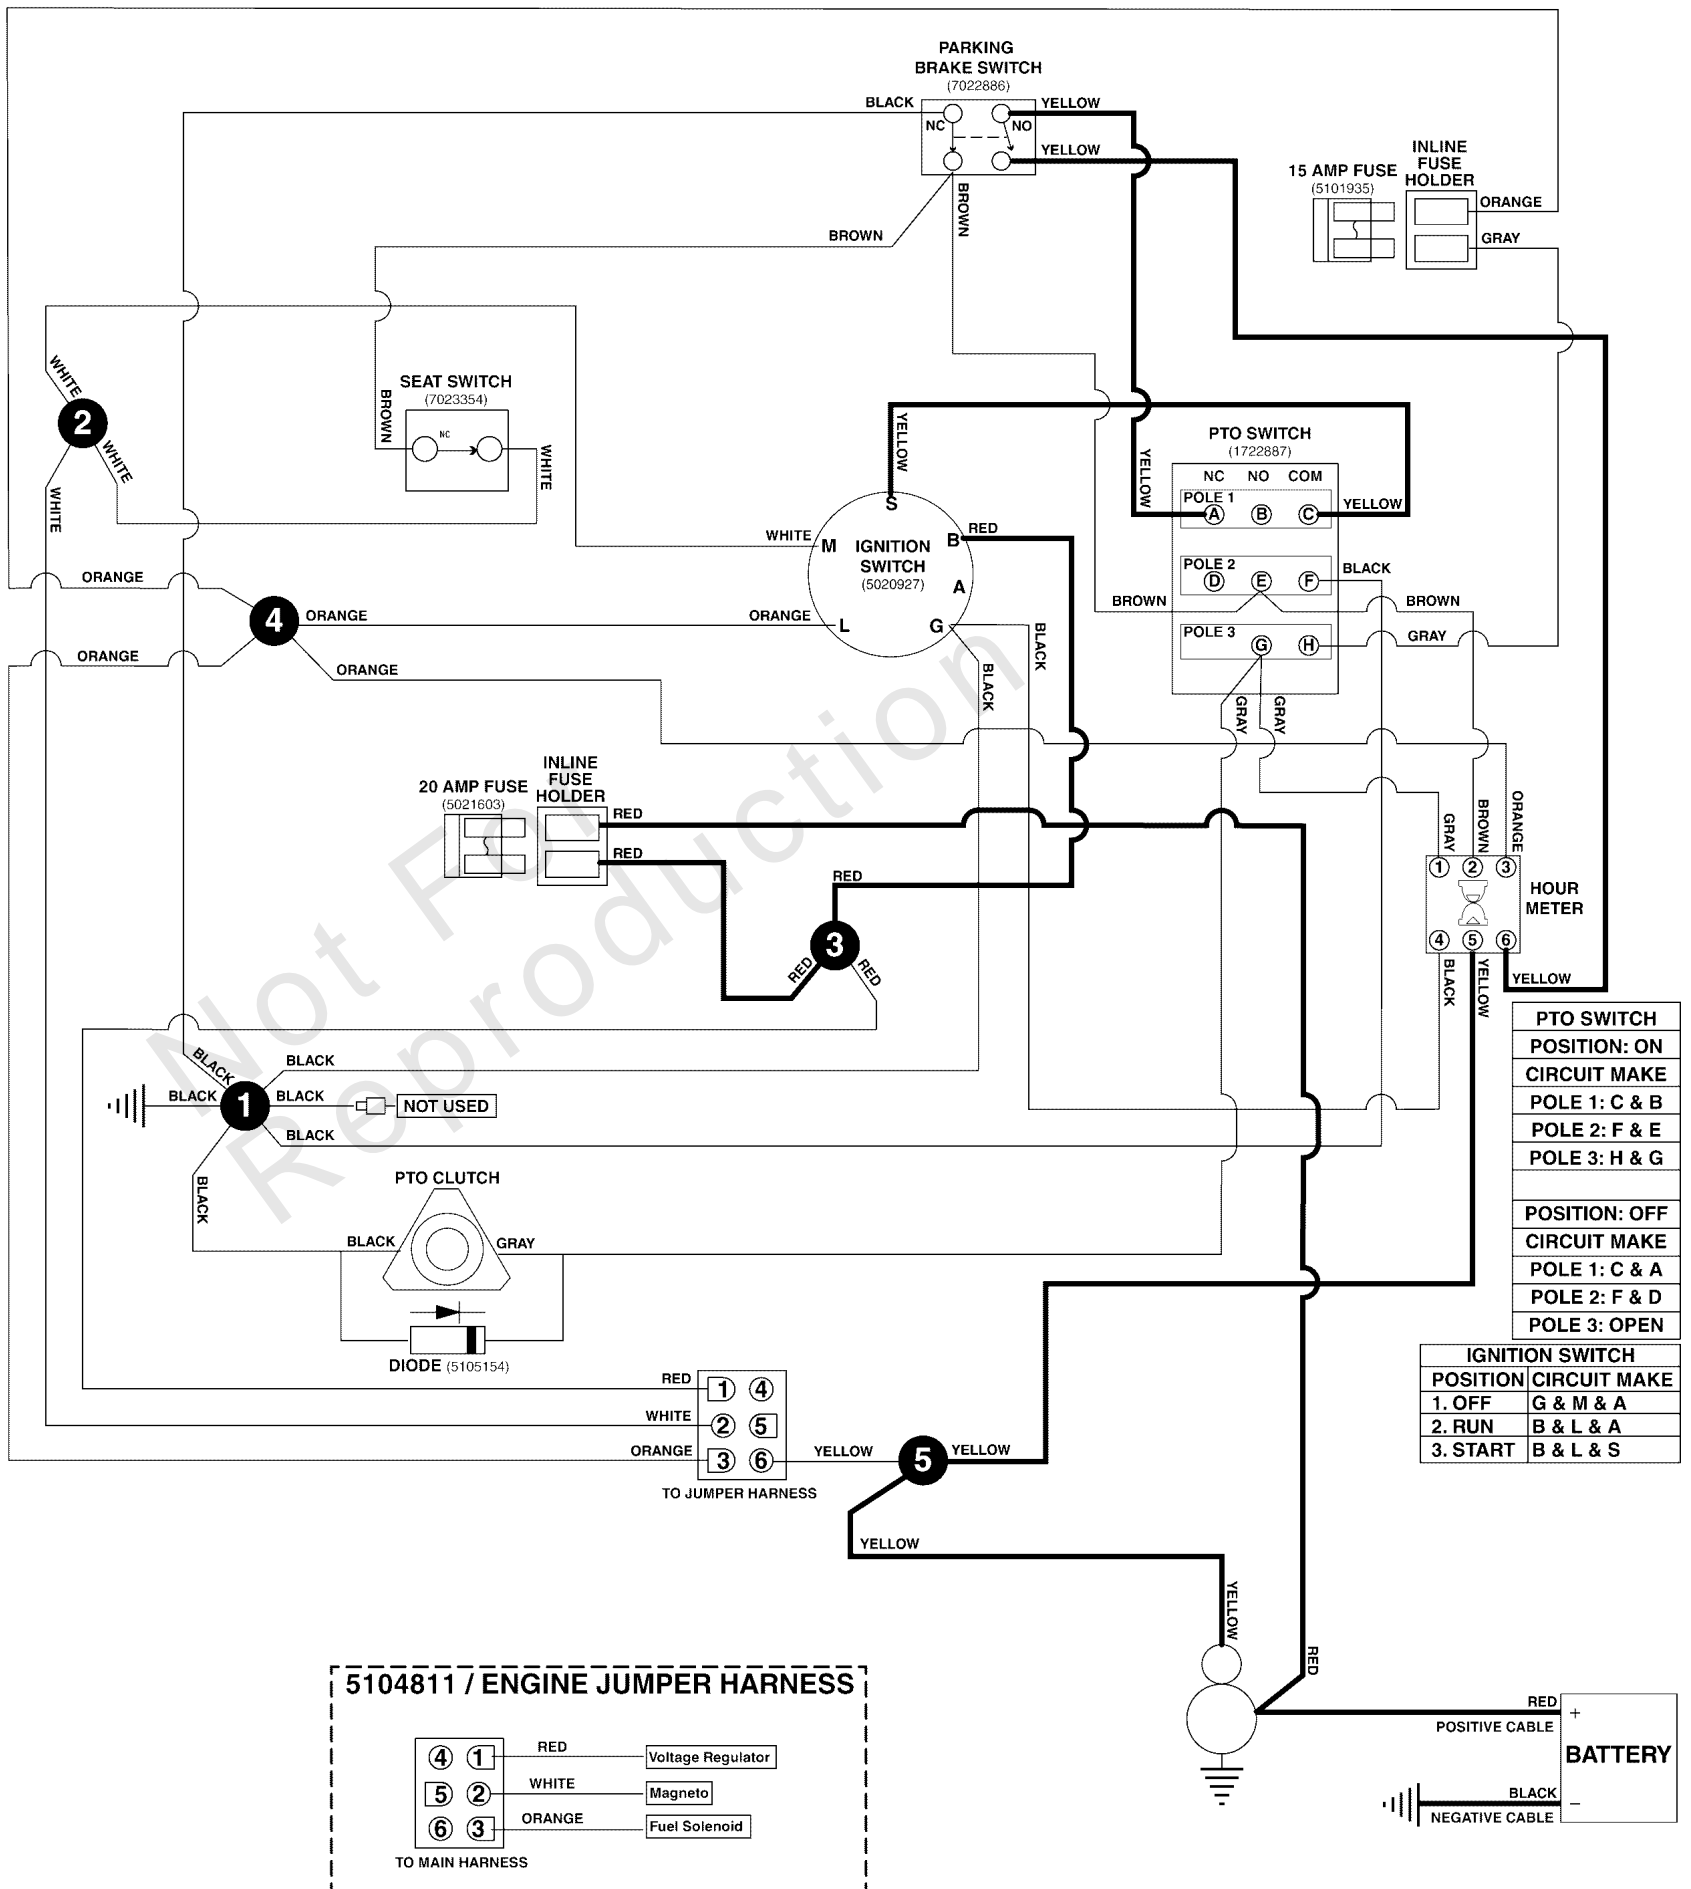 PARKING
BRAKE SWITCH
(7022886)
BLACK
YELLOW
NC
NO
YELLOW
BROWN
BROWN
15 AMP FUSE
(5101935)
INLINE
FUSE
HOLDER
ORANGE
GRAY
WHITE
2
WHITE
WHITE
SEAT SWITCH
(7023354)
BROWN
NC
WHITE
YELLOW
YELLOW
PTO SWITCH
(1722887)
NC NO COM
POLE 1
A B C
YELLOW
POLE 2
D E F
BLACK
BROWN
BROWN
POLE 3
G H
GRAY
GRAY
GRAY
S
WHITE
M
IGNITION
SWITCH
(5020927)
B
RED
A
L
G
BLACK
BLACK
ORANGE
4
ORANGE
ORANGE
ORANGE
ORANGE
20 AMP FUSE
(5021603)
INLINE
FUSE
HOLDER
RED
RED
RED
3
RED
RED
GRAY
BROWN
ORANGE
1 2 3
HOUR
METER
4 5 6
BLACK
YELLOW
YELLOW
Not For
Reproduction
BLACK
BLACK
BLACK
1
BLACK
NOT USED
BLACK
BLACK
PTO CLUTCH
BLACK
GRAY
DIODE (5105154)
PTO SWITCH
POSITION: ON
CIRCUIT MAKE
POLE 1: C & B
POLE 2: F & E
POLE 3: H & G
POSITION: OFF
CIRCUIT MAKE
POLE 1: C & A
POLE 2: F & D
POLE 3: OPEN
IGNITION SWITCH
POSITION CIRCUIT MAKE
1. OFF G & M & A
2. RUN B & L & A
3. START B & L & S
RED
1 4
WHITE
2 5
ORANGE
3 6
YELLOW
5
YELLOW
TO JUMPER HARNESS
YELLOW
YELLOW
RED
RED
POSITIVE CABLE
+
BATTERY
BLACK
NEGATIVE CABLE
−
5104811 / ENGINE JUMPER HARNESS
4 1
RED
Voltage Regulator
5 2
WHITE
Magneto
6 3
ORANGE
Fuel Solenoid
TO MAIN HARNESS